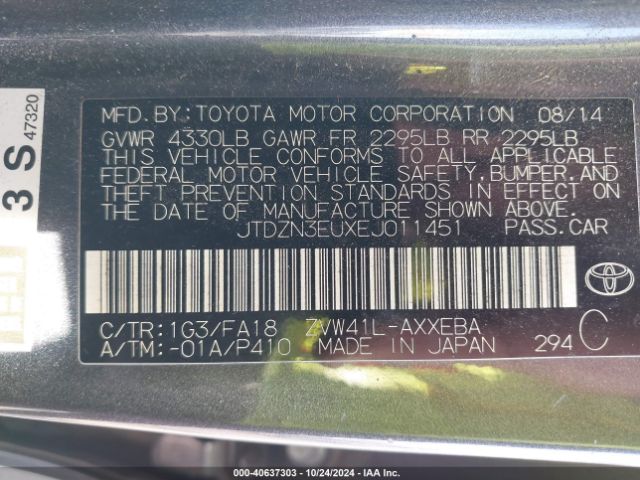 3 S 47320
MFD. BY: TOYOTA MOTOR CORPORATION 08/14
GVWR 4330LB GAWR FR 2295LB RR 2295LB
THIS VEHICLE CONFORMS TO ALL APPLICABLE
FEDERAL MOTOR VEHICLE SAFETY, BUMPER, AND
THEFT PREVENTION STANDARDS IN EFFECT ON
THE DATE OF MANUFACTURE SHOWN ABOVE.
JTDZN3EUXEJ011451 PASS.CAR
C/TR: 1G3/FA18 ZVW41L-AXXEBA
A/TM: -01A/P410 MADE IN JAPAN 294 C
TOYOTA
000-40637303 - 10/24/2024 - IAA Inc.